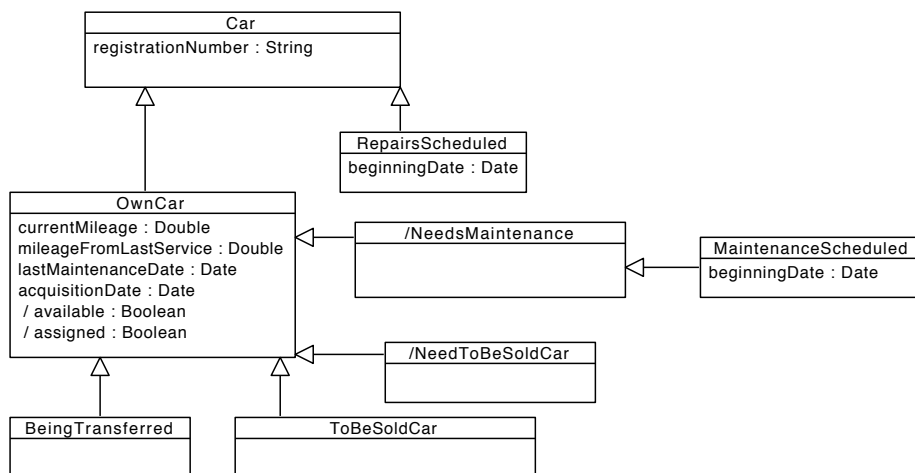 Car
registrationNumber : String
RepairsScheduled
beginningDate : Date
OwnCar
currentMileage : Double
mileageFromLastService : Double
lastMaintenanceDate : Date
acquisitionDate : Date
/ available : Boolean
/ assigned : Boolean
/NeedsMaintenance
MaintenanceScheduled
beginningDate : Date
/NeedToBeSoldCar
BeingTransferred
ToBeSoldCar